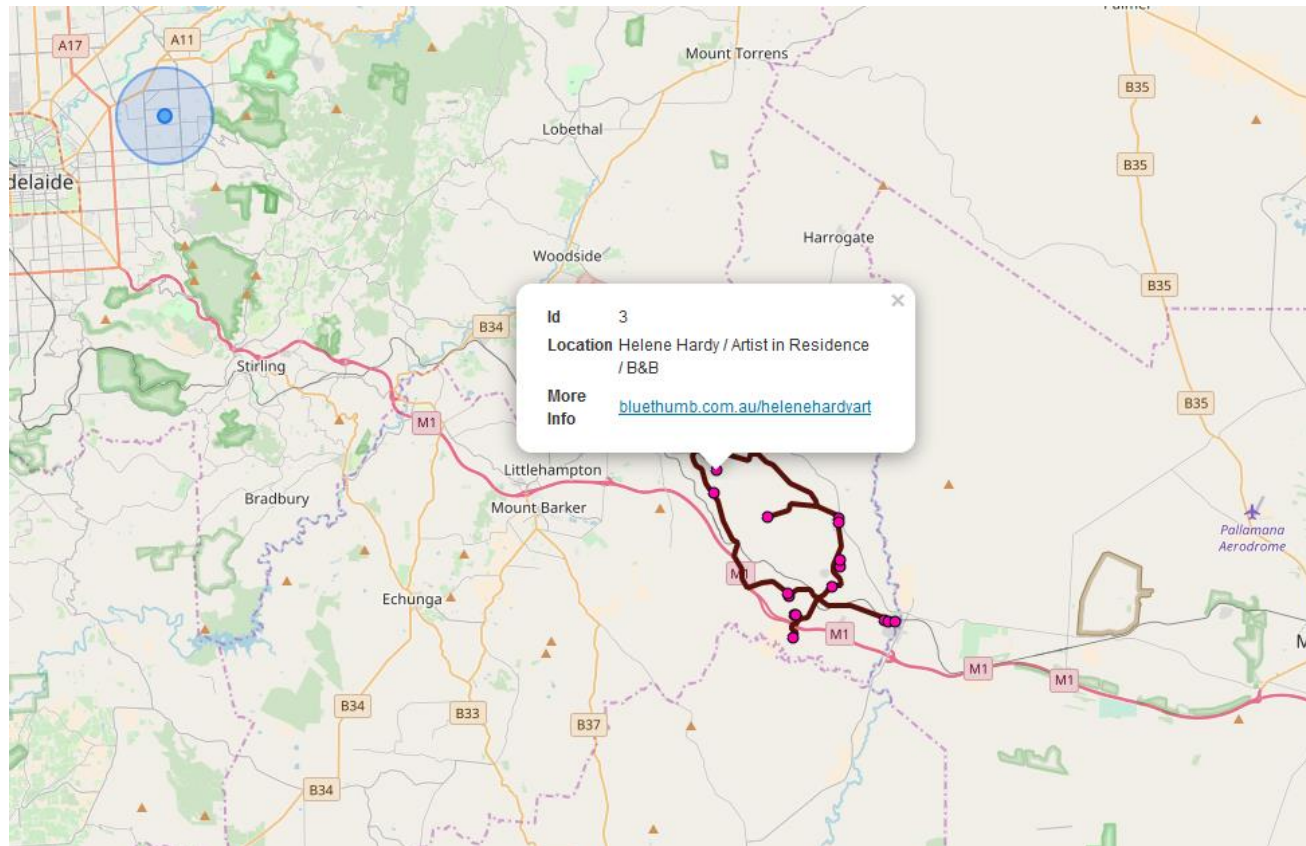 Palmer
A17
A11
Mount Torrens
B35
Lobethal
B35
delaide
Harrogate
Woodside
B35
B34
Id 3
Location Helene Hardy / Artist in Residence
/ B&B
More
Info bluethumb.com.au/helenehardyart
Stirling
B35
M1
Littlehampton
Bradbury
Mount Barker
Pallamana
Aerodrome
M1
Echunga
M1
M
M1
M1
B34
B33
B37
B34